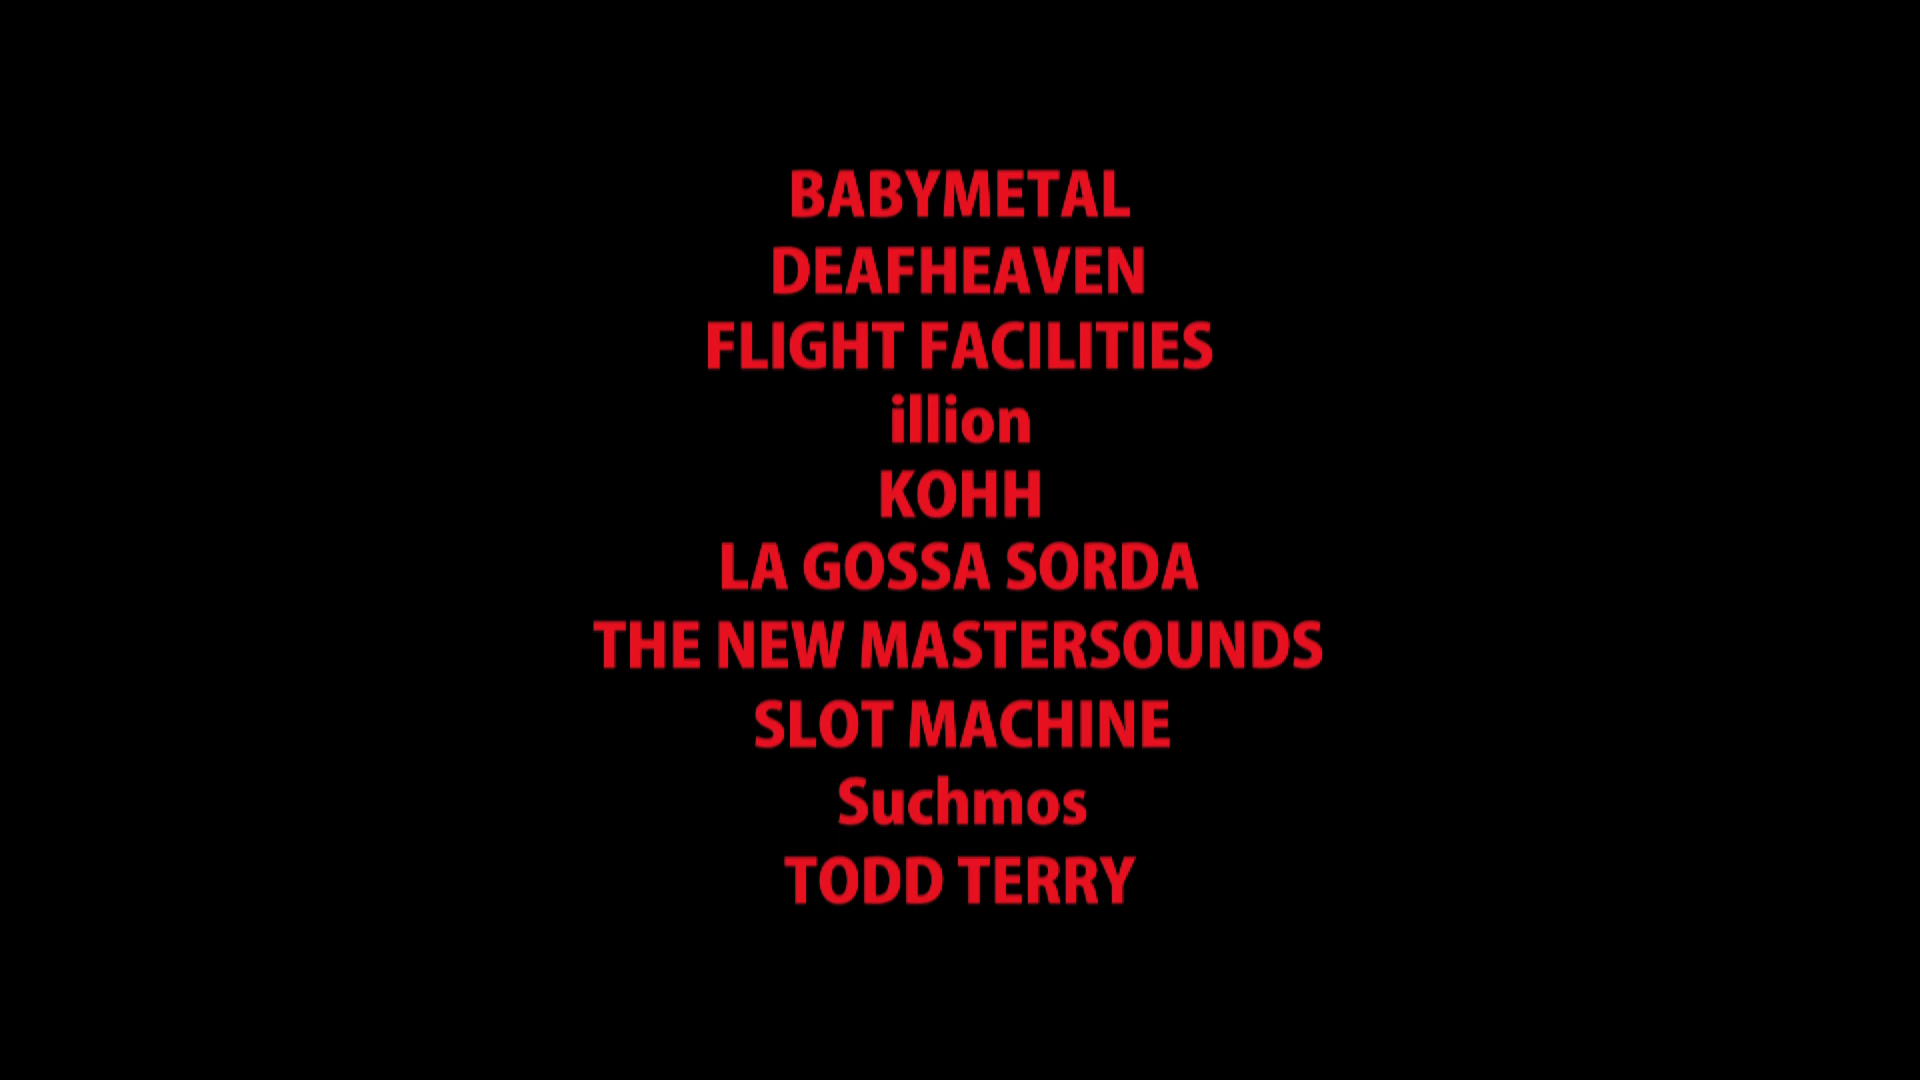 BABYMETAL
DEAFHEAVEN
FLIGHT FACILITIES
illion
KOHH
LA GOSSA SORDA
THE NEW MASTERSOUNDS
SLOT MACHINE
Suchmos
TODD TERRY